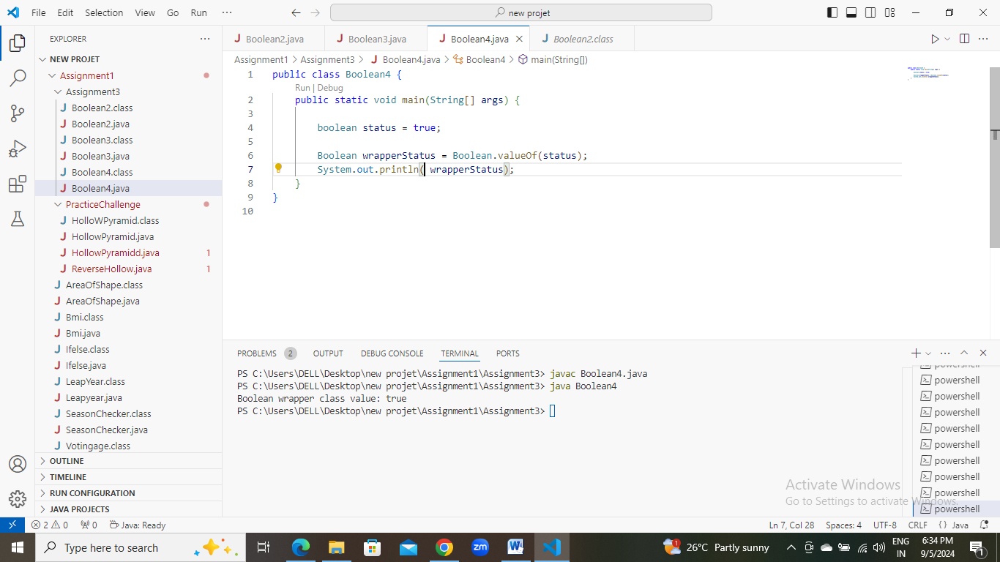 File Edit Selection View Go Run ··· new projet
EXPLORER ···
NEW PROJET
Assignment1
Assignment3
J Boolean2.class
J Boolean2.java
J Boolean3.class
J Boolean3.java
J Boolean4.class
J Boolean4.java
PracticeChallenge
J HolloWPyramid.class
J HollowPyramid.java
J HollowPyramidd.java 1
J ReverseHollow.java 1
J AreaOfShape.class
J AreaOfShape.java
J Bmi.class
J Bmi.java
J Ifelse.class
J Ifelse.java
J LeapYear.class
J Leapyear.java
J SeasonChecker.class
J SeasonChecker.java
J Votingage.class
OUTLINE
TIMELINE
RUN CONFIGURATION
JAVA PROJECTS
J Boolean2.java J Boolean3.java J Boolean4.java J Boolean2.class
Assignment1 > Assignment3 > J Boolean4.java > Boolean4 > main(String[])
1 public class Boolean4 {
Run | Debug
2 public static void main(String[] args) {
3
4 boolean status = true;
5
6 Boolean wrapperStatus = Boolean.valueOf(status);
7 System.out.println( wrapperStatus);
8 }
9 }
10
PROBLEMS 2 OUTPUT DEBUG CONSOLE TERMINAL PORTS
PS C:\Users\DELL\Desktop\new projet\Assignment1\Assignment3> javac Boolean4.java
PS C:\Users\DELL\Desktop\new projet\Assignment1\Assignment3> java Boolean4
Boolean wrapper class value: true
PS C:\Users\DELL\Desktop\new projet\Assignment1\Assignment3>
powershell
powershell
powershell
powershell
powershell
powershell
powershell
powershell
powershell
powershell
Activate Windows
Go to Settings to activate Windows.
2 0 0 Java: Ready Ln 7, Col 28 Spaces: 4 UTF-8 CRLF {} Java
Type here to search zm W 1 26°C Partly sunny ENG IN 6:34 PM 9/5/2024 1